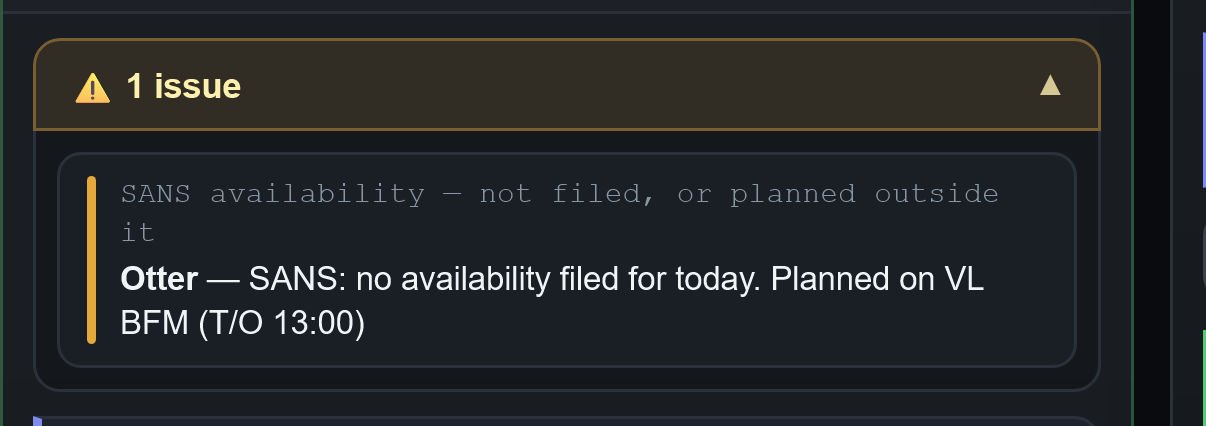 ⚠️ 1 issue ▲
SANS availability — not filed, or planned outside
it
Otter — SANS: no availability filed for today. Planned on VL
BFM (T/O 13:00)